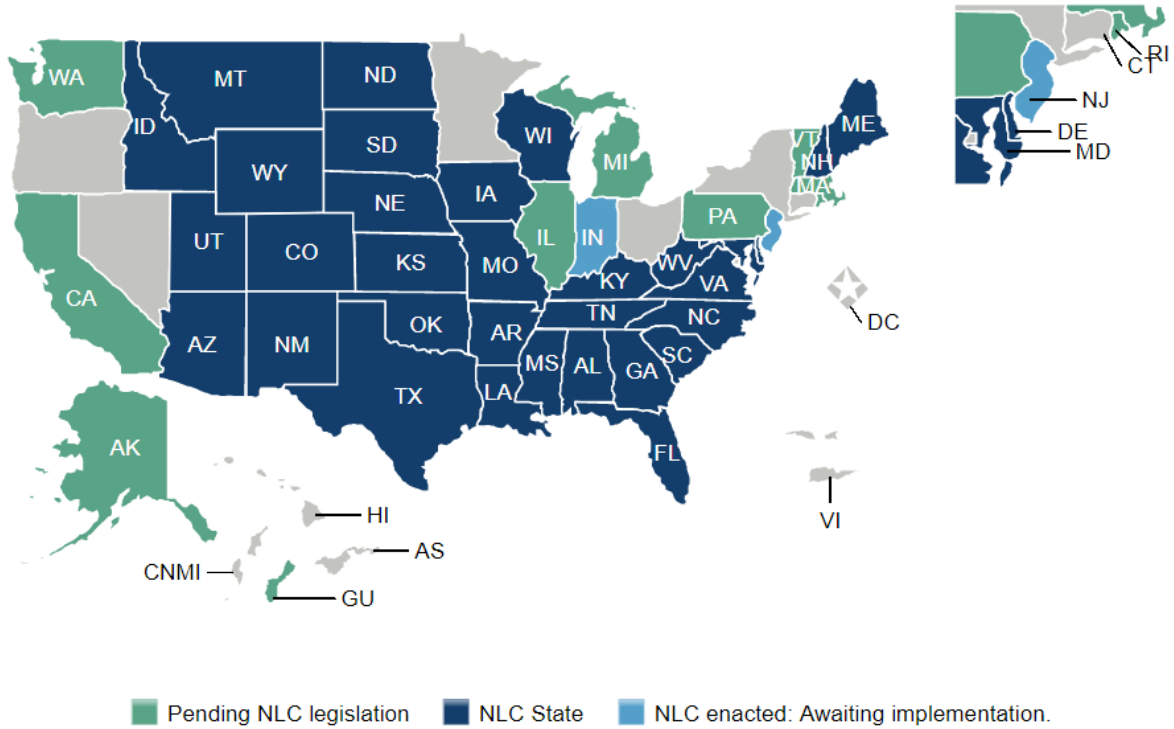 RI
CT
WA
MT
ND
NJ
ID
ME
WI
SD
DE
VT
MD
NH
MI
WY
MA
IA
NE
PA
UT
IL
IN
CO
KS
MO
WV
KY
VA
CA
TN
NC
OK
AR
DC
AZ
NM
SC
MS
AL
GA
LA
TX
AK
FL
HI
VI
AS
CNMI
GU
Pending NLC legislation
NLC State
NLC enacted: Awaiting implementation.